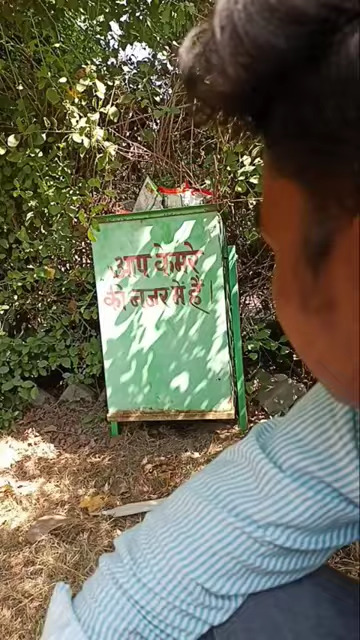 आप केमरे
की नजर मे हैं।